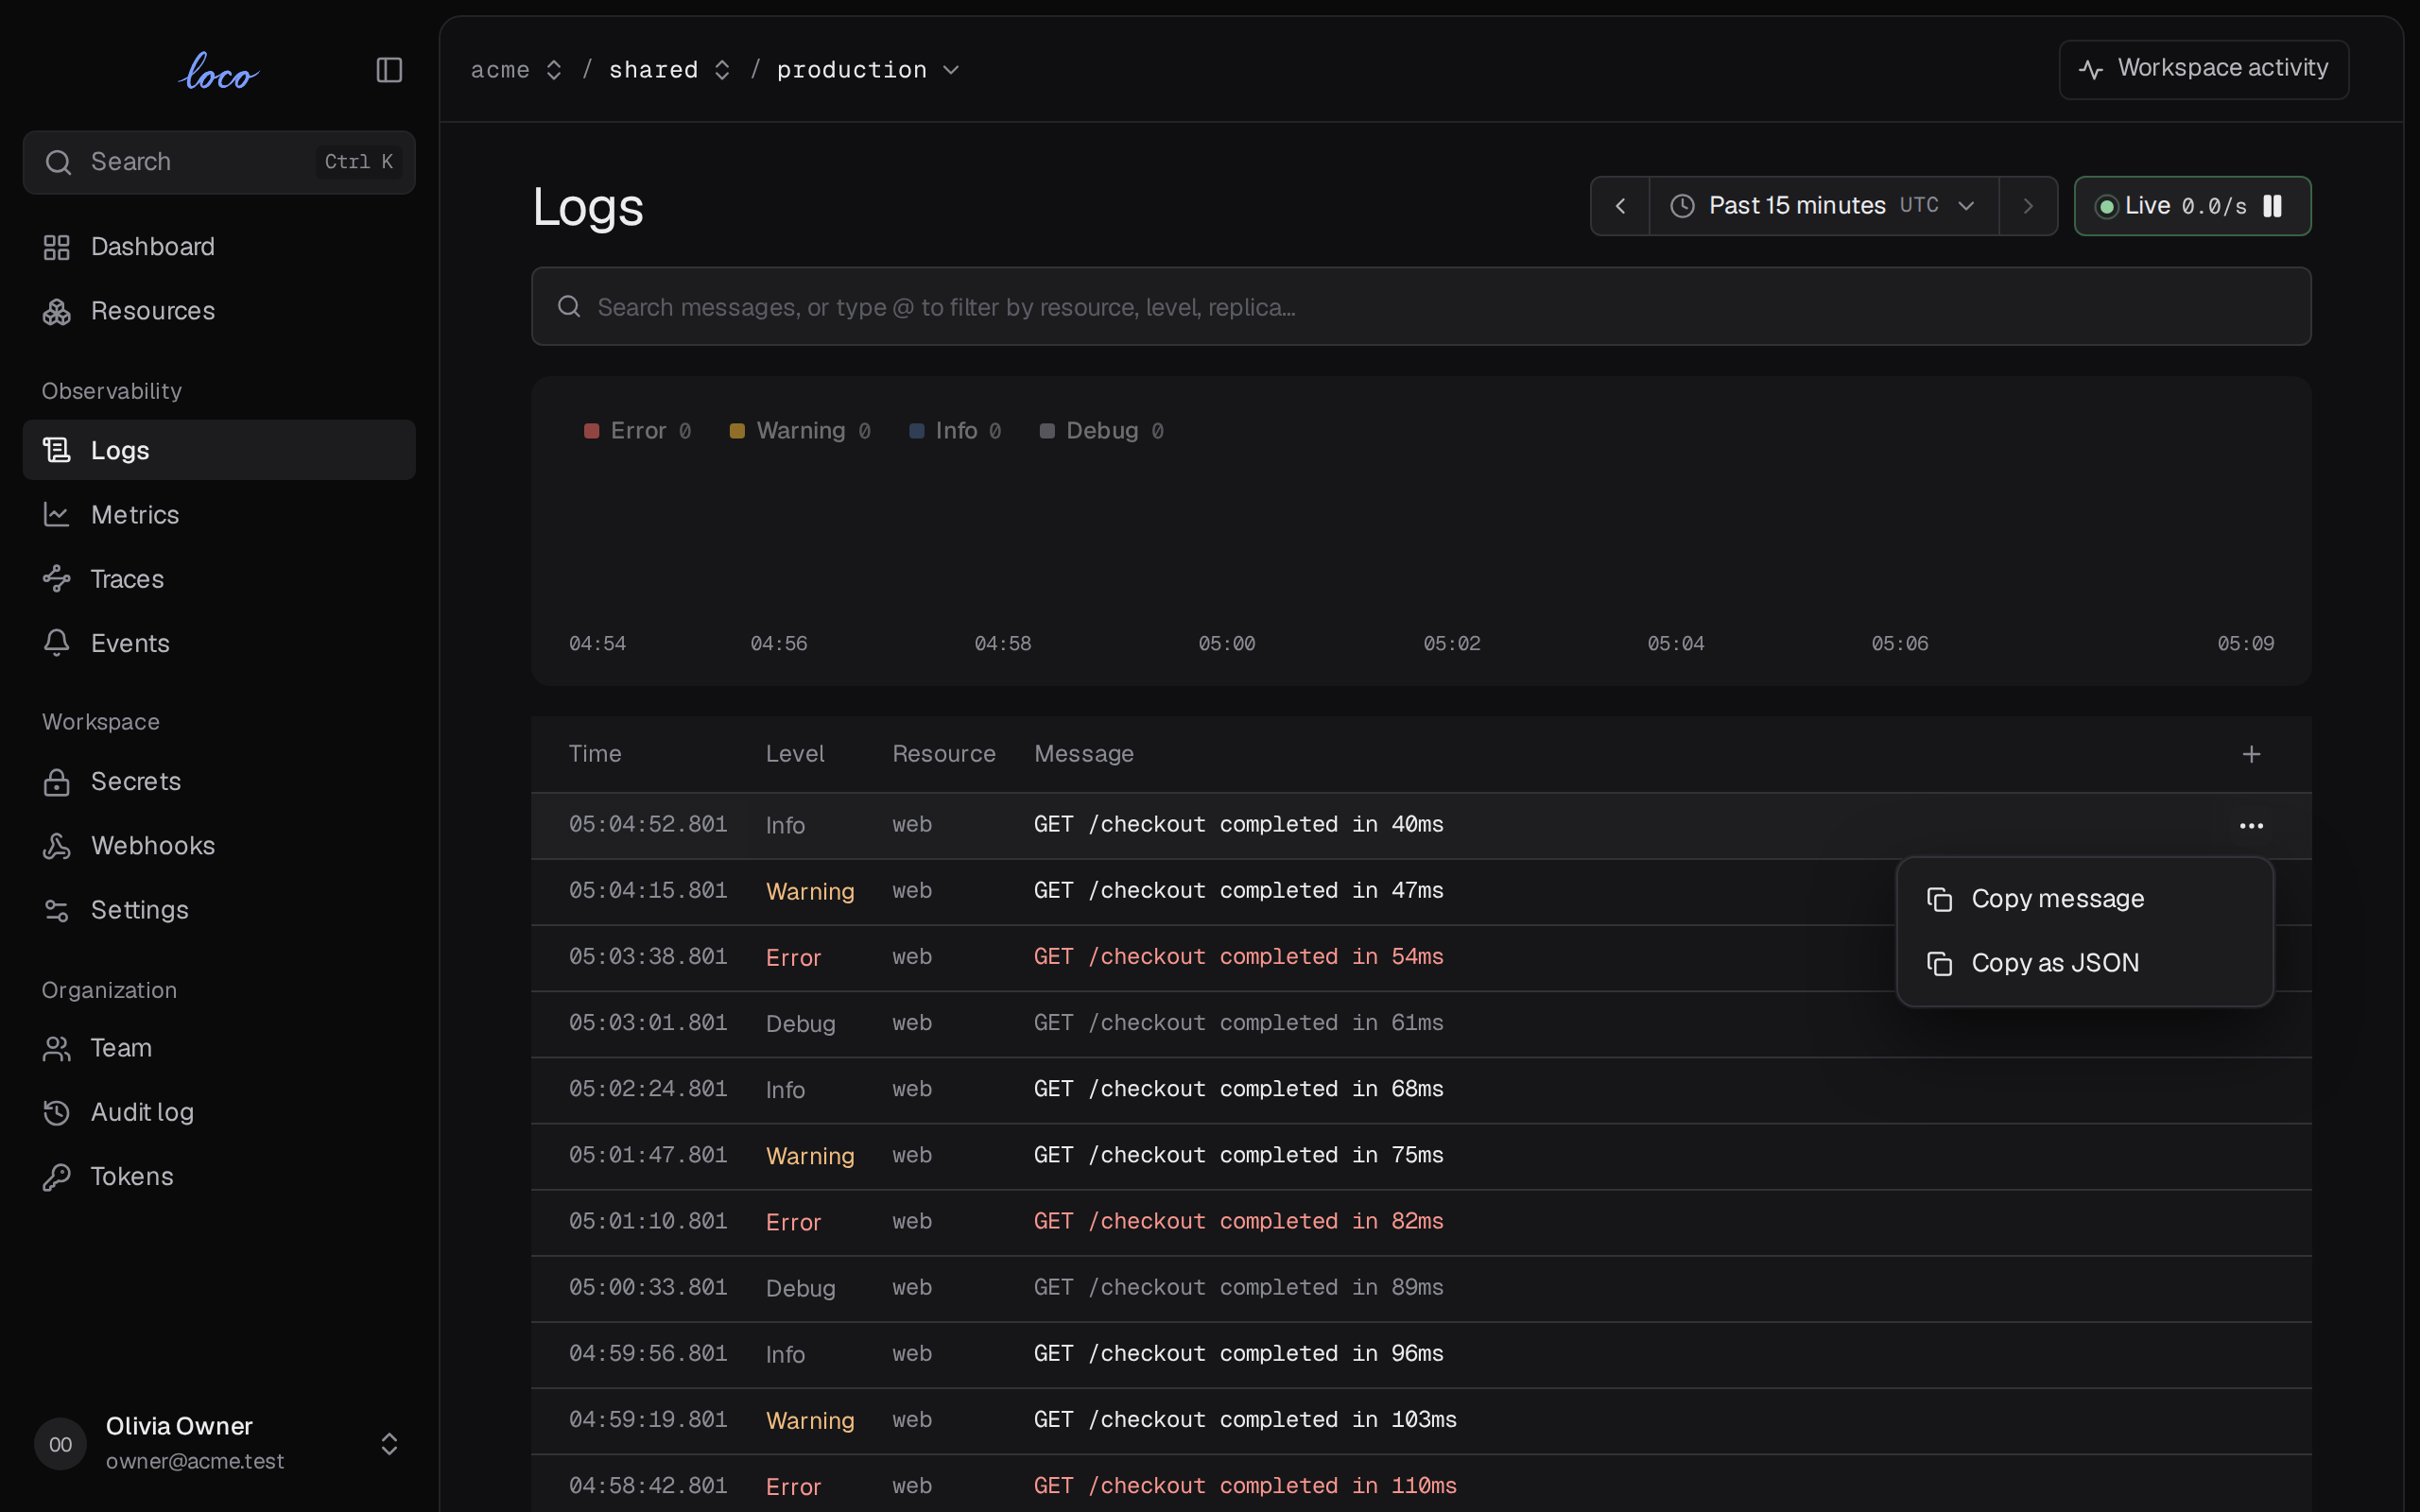 loco
acme / shared / production
Workspace activity
Search Ctrl K
Dashboard
Resources
Observability
Logs
Metrics
Traces
Events
Workspace
Secrets
Webhooks
Settings
Organization
Team
Audit log
Tokens
OO
Olivia Owner
owner@acme.test
Logs
Past 15 minutes UTC
Live 0.0/s
Search messages, or type @ to filter by resource, level, replica...
Error 0 Warning 0 Info 0 Debug 0
04:54 04:56 04:58 05:00 05:02 05:04 05:06 05:09
Time Level Resource Message
05:04:52.801 Info web GET /checkout completed in 40ms
05:04:15.801 Warning web GET /checkout completed in 47ms
05:03:38.801 Error web GET /checkout completed in 54ms
05:03:01.801 Debug web GET /checkout completed in 61ms
05:02:24.801 Info web GET /checkout completed in 68ms
05:01:47.801 Warning web GET /checkout completed in 75ms
05:01:10.801 Error web GET /checkout completed in 82ms
05:00:33.801 Debug web GET /checkout completed in 89ms
04:59:56.801 Info web GET /checkout completed in 96ms
04:59:19.801 Warning web GET /checkout completed in 103ms
04:58:42.801 Error web GET /checkout completed in 110ms
Copy message
Copy as JSON